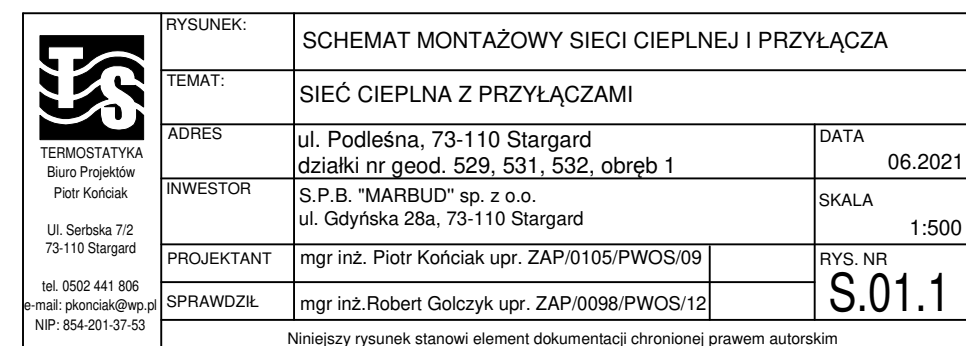 TS
TERMOSTATYKA
Biuro Projektów
Piotr Kończak
Ul. Serbska 7/2
73-110 Stargard
tel. 0502 441 806
e-mail: pkonciak@wp.pl
NIP: 854-201-37-53
RYSUNEK:
SCHEMAT MONTAŻOWY SIECI CIEPLNEJ I PRZYŁĄCZA
TEMAT:
SIEĆ CIEPLNA Z PRZYŁĄCZAMI
ADRES
ul. Podleśna, 73-110 Stargard
działki nr geod. 529, 531, 532, obręb 1
DATA
06.2021
INWESTOR
S.P.B. "MARBUD" sp. z o.o.
ul. Gdyńska 28a, 73-110 Stargard
SKALA
1:500
PROJEKTANT
mgr inż. Piotr Kończak upr. ZAP/0105/PWOS/09
RYS. NR
S.01.1
SPRAWDZIŁ
mgr inż.Robert Golczyk upr. ZAP/0098/PWOS/12
Niniejszy rysunek stanowi element dokumentacji chronionej prawem autorskim